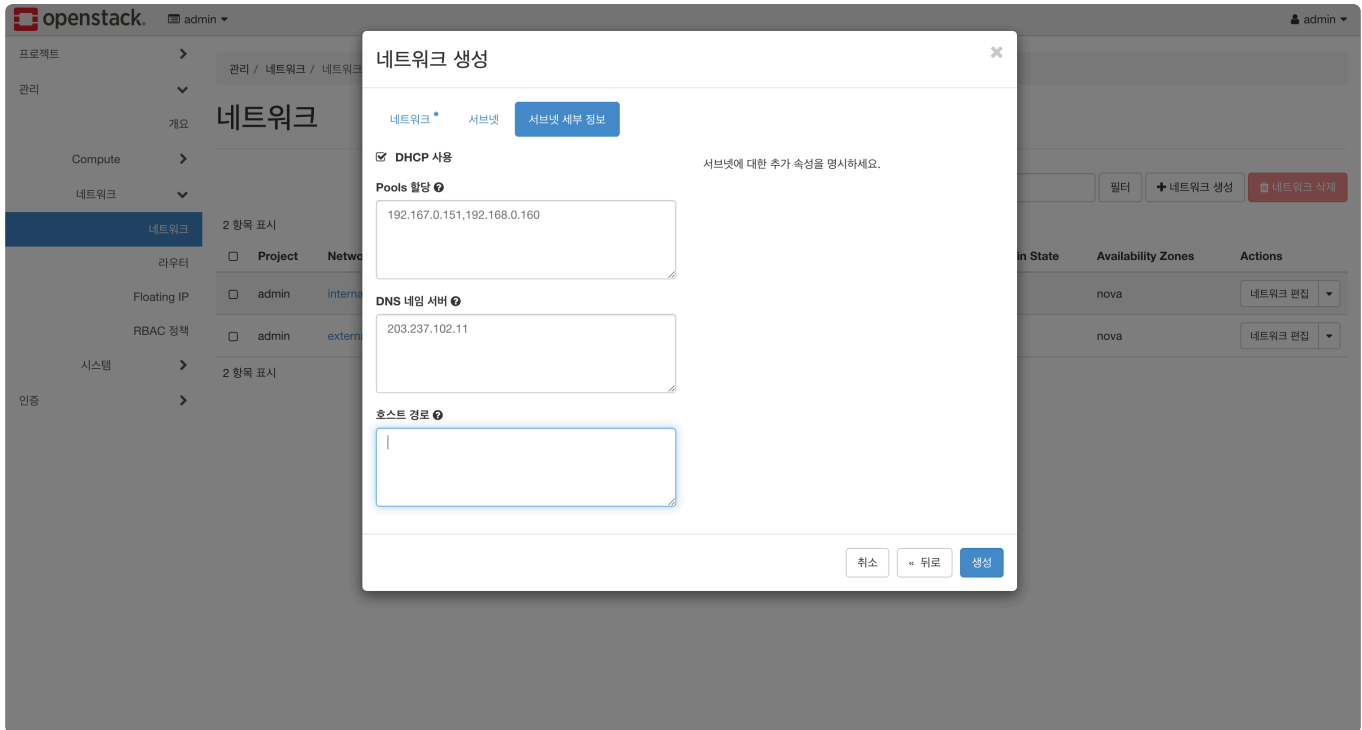 openstack. admin
admin
프로젝트
관리
개요
Compute
네트워크
네트워크
라우터
Floating IP
RBAC 정책
시스템
인증
관리 / 네트워크 / 네트워크
네트워크
필터
네트워크 생성
네트워크 삭제
2 항목 표시
Project Netwo in State Availability Zones Actions
admin interna nova 네트워크 편집
admin extern nova 네트워크 편집
2 항목 표시
네트워크 생성
네트워크 *
서브넷
서브넷 세부 정보
DHCP 사용
서브넷에 대한 추가 속성을 명시하세요.
Pools 할당
192.167.0.151,192.168.0.160
DNS 네임 서버
203.237.102.11
호스트 경로
취소
« 뒤로
생성